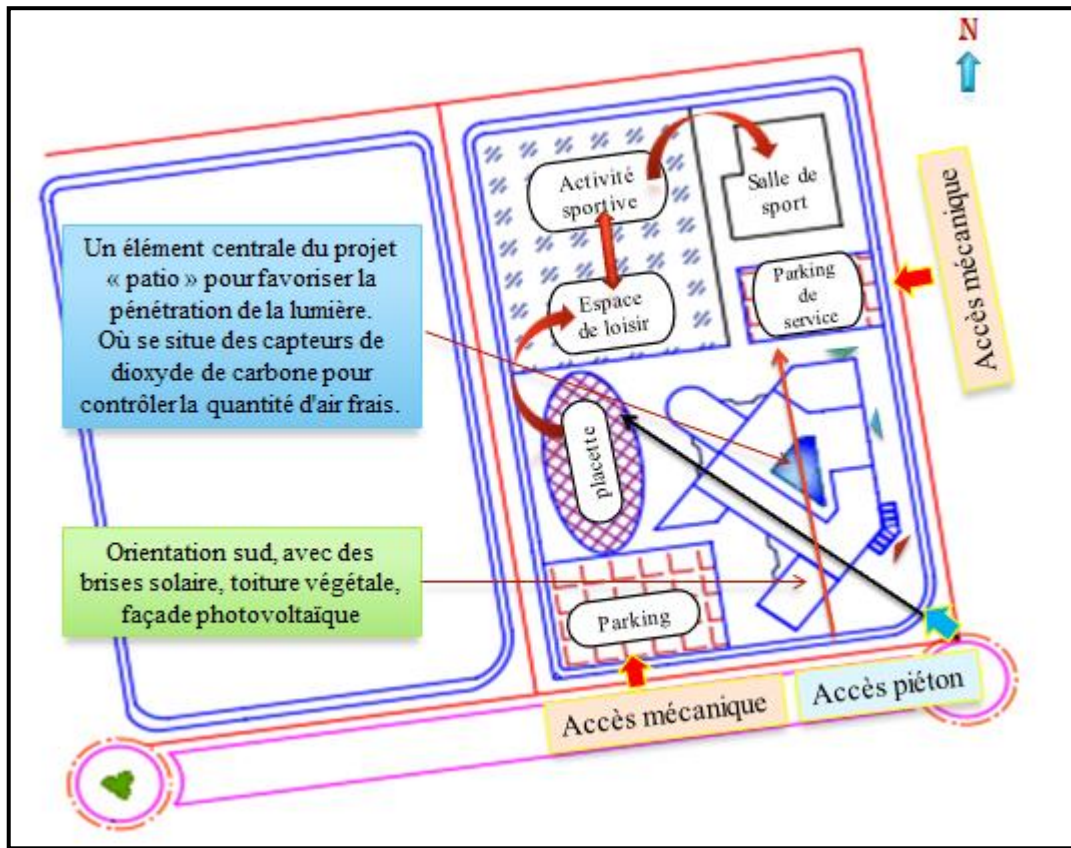 N
Activité
sportive
Salle de
sport
Accès mécanique
Un élément centrale du projet
« patio » pour favoriser la
pénétration de la lumière.
Où se situe des capteurs de
dioxyde de carbone pour
contrôler la quantité d'air frais.
Espace
de loisir
Parking
de
service
placette
Orientation sud, avec des
brises solaire, toiture végétale,
façade photovoltaïque
Parking
Accès mécanique
Accès piéton